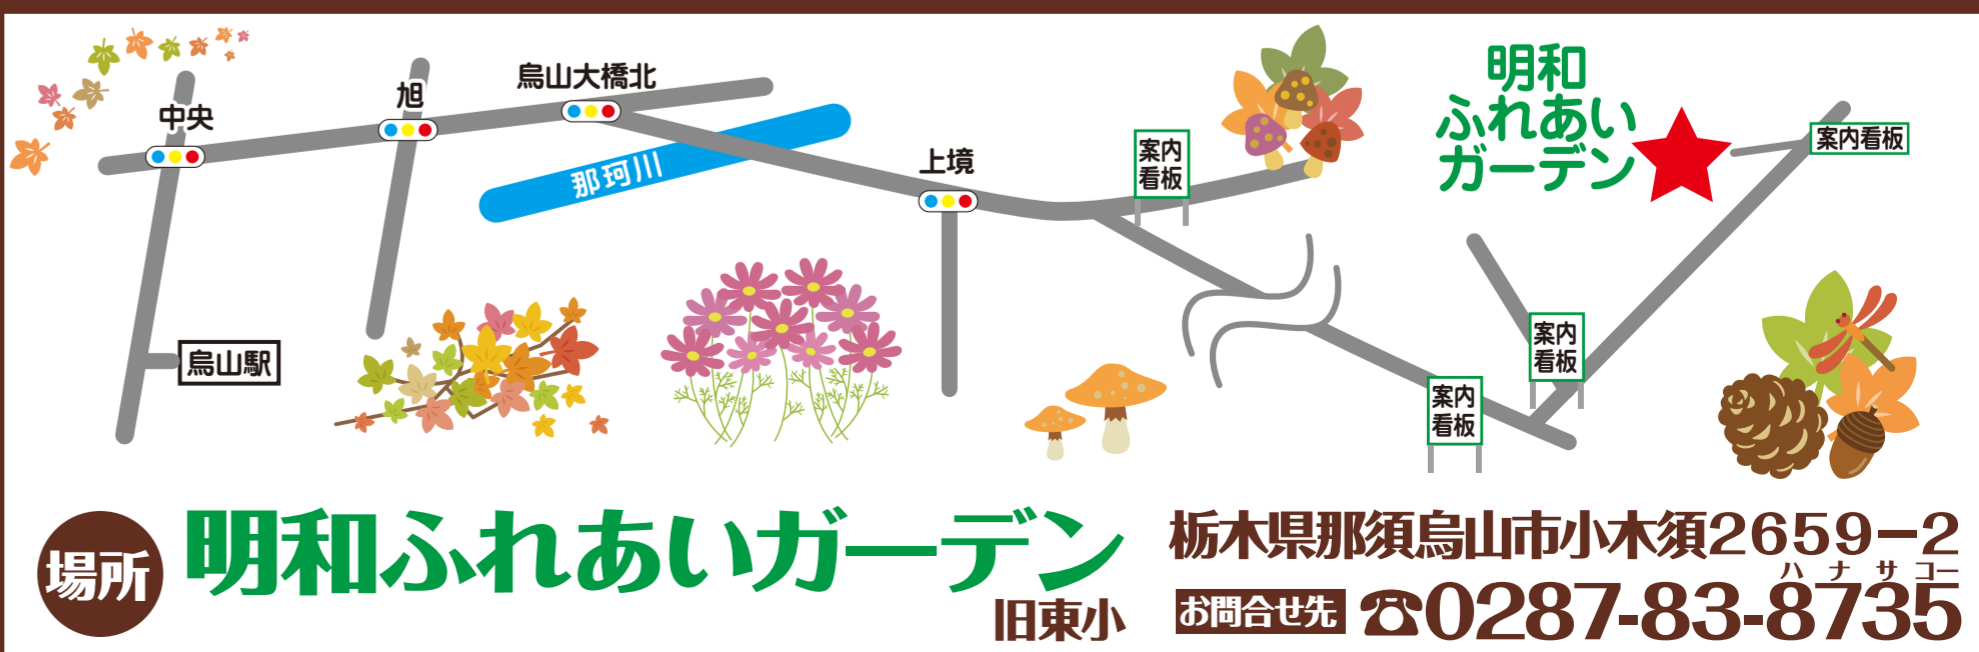 中央
旭
烏山大橋北
那珂川
上境
烏山駅
案内
看板
明和
ふれあい
ガーデン
案内看板
案内
看板
案内
看板
場所
明和ふれあいガーデン
旧東小
栃木県那須烏山市小木須2659-2
ハナサコー
お問合せ先 ☎0287-83-8735